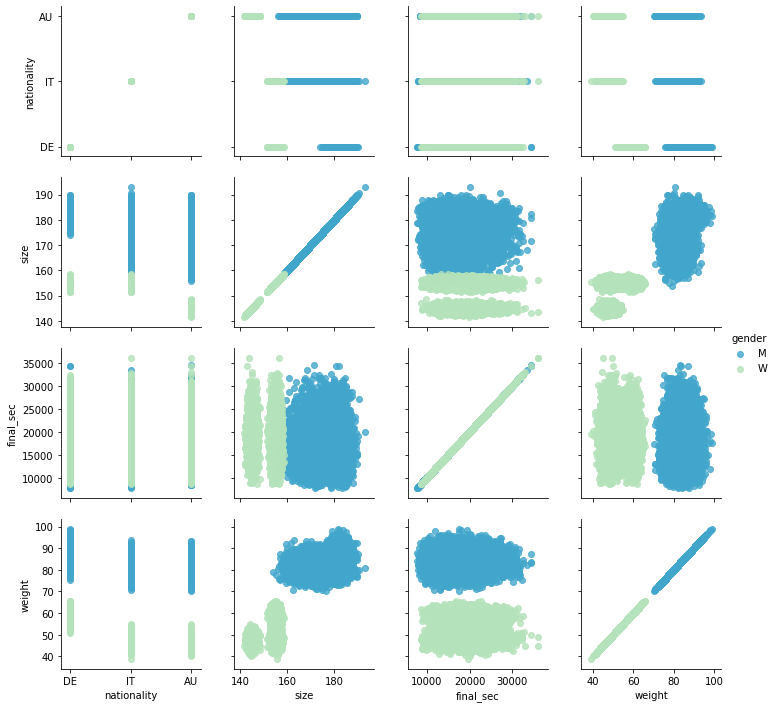 AU
IT
DE
nationality
190
180
170
160
150
140
size
gender
M
W
35000
30000
25000
20000
15000
10000
final_sec
100
90
80
70
60
50
40
weight
DE IT AU
140 160 180
10000 20000 30000
40 60 80 100
nationality
size
final_sec
weight